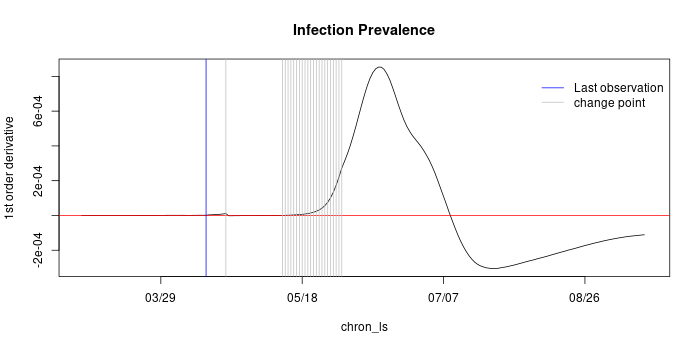 Infection Prevalence
1st order derivative
6e-04
2e-04
-2e-04
Last observation
change point
03/29
05/18
07/07
08/26
chron_ls